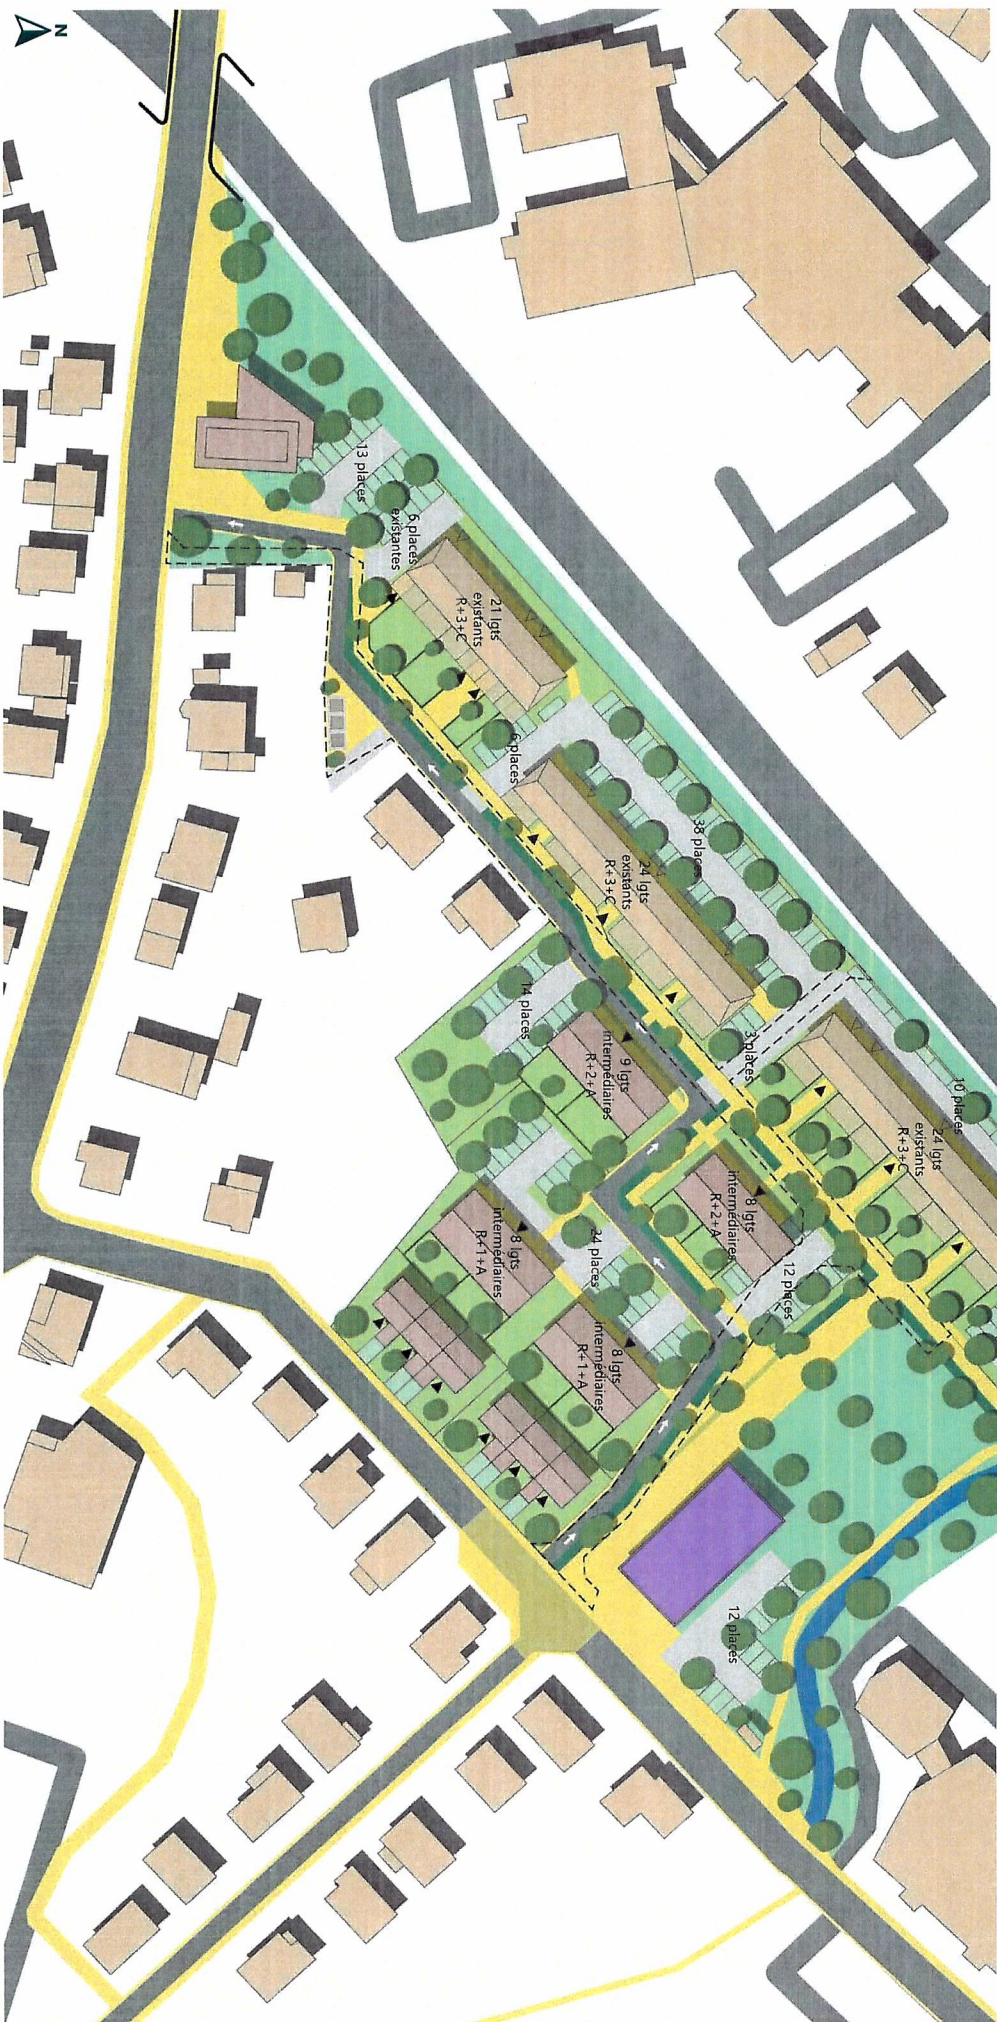 N
13 places
6 places
existantes
21 lgts
existants
R+3+C
6 places
38 places
24 lgts
existants
R+3+C
3 places
10 places
24 lgts
existants
R+3+C
14 places
9 lgts
intermédiaires
R+2+A
8 lgts
intermédiaires
R+2+A
12 places
24 places
8 lgts
intermédiaires
R+1+A
8 lgts
intermédiaires
R+1+A
12 places